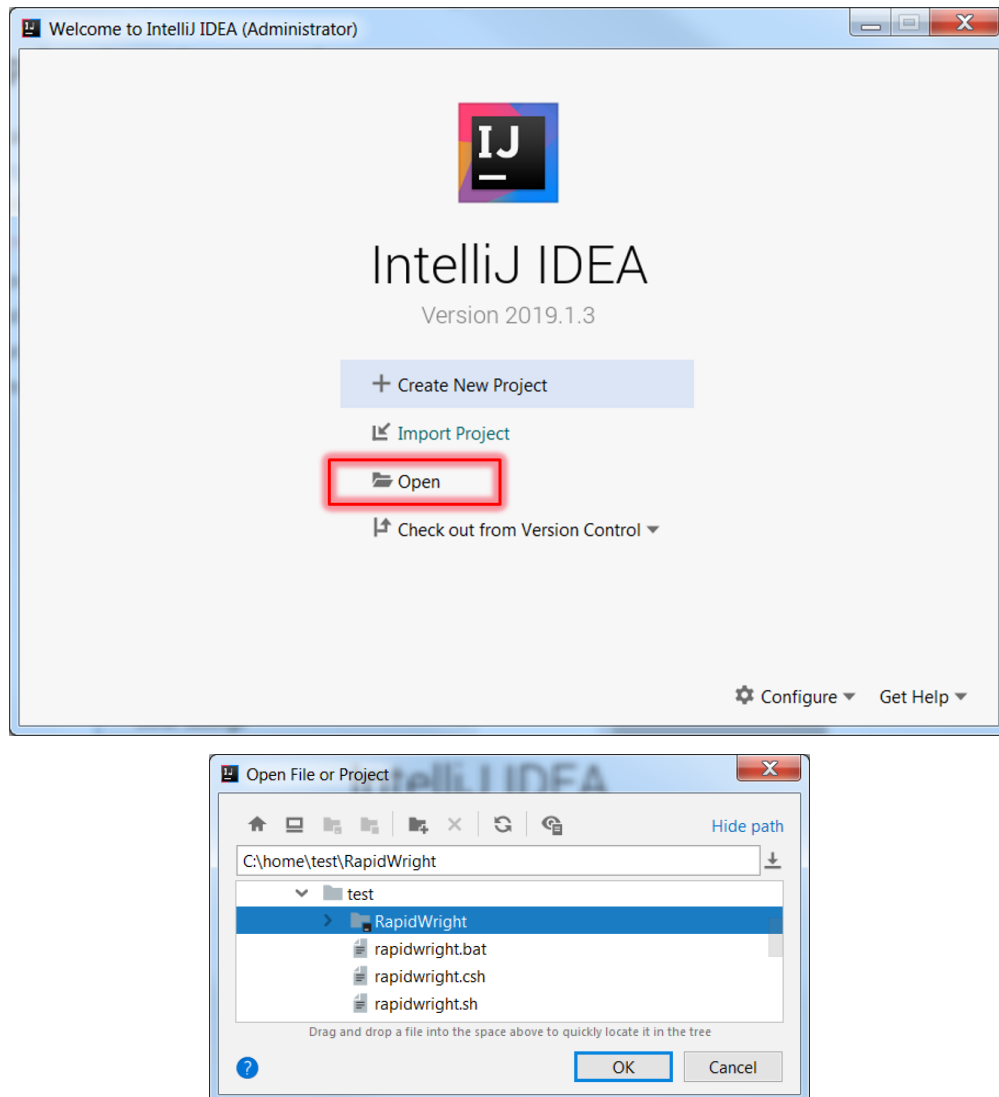 Welcome to IntelliJ IDEA (Administrator)
IJ
IntelliJ IDEA
Version 2019.1.3
Create New Project
Import Project
Open
Check out from Version Control
Configure Get Help
Open File or Project
IntelliJ IDEA
Hide path
C:\home\test\RapidWright
test
RapidWright
rapidwright.bat
rapidwright.csh
rapidwright.sh
Drag and drop a file into the space above to quickly locate it in the tree
? OK Cancel